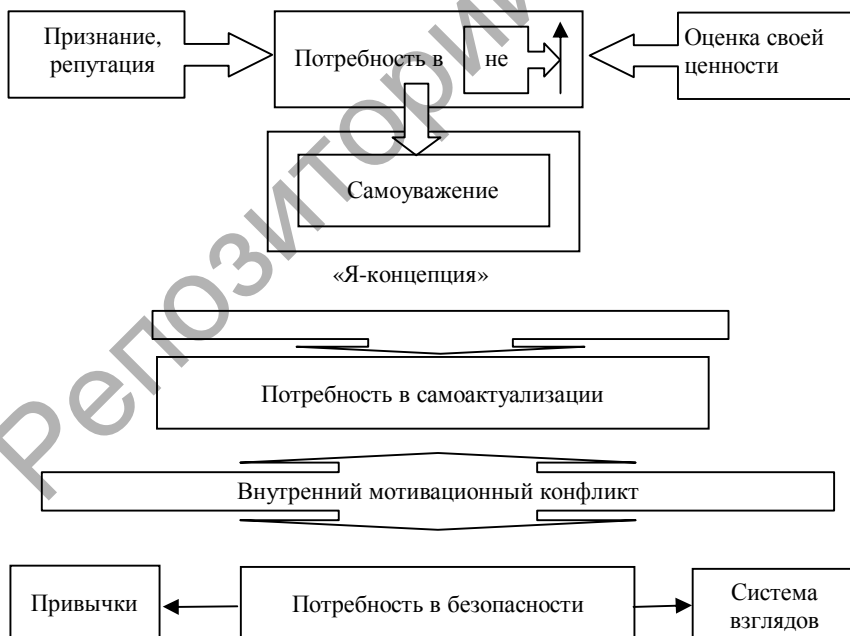 Признание,
репутация
Потребность в
не
Оценка своей
ценности
Самоуважение
«Я-концепция»
Потребность в самоактуализации
Внутренний мотивационный конфликт
Привычки
Потребность в безопасности
Система
взглядов
Репозитори